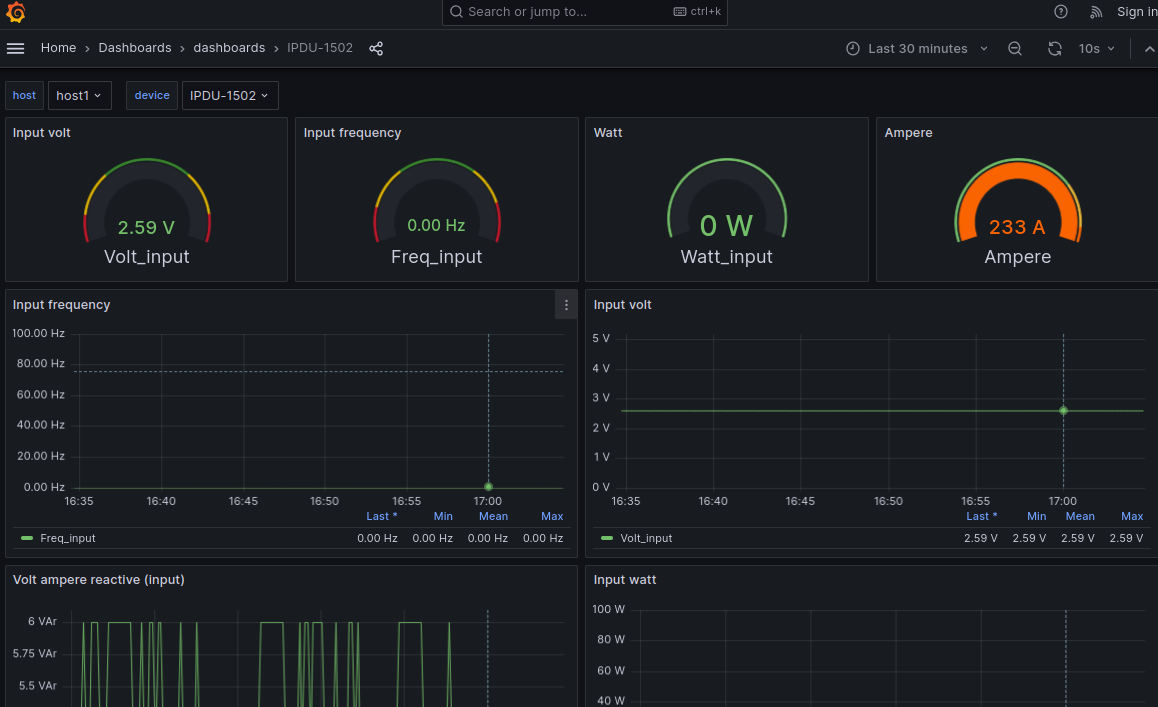 Search or jump to... ctrl+k Sign in
Home › Dashboards › dashboards › IPDU-1502 Last 30 minutes 10s
host host1 device IPDU-1502
Input volt
2.59 V
Volt_input
Input frequency
0.00 Hz
Freq_input
Watt
0 W
Watt_input
Ampere
233 A
Ampere
Input frequency
100.00 Hz
80.00 Hz
60.00 Hz
40.00 Hz
20.00 Hz
0.00 Hz
16:35 16:40 16:45 16:50 16:55 17:00
Last * Min Mean Max
Freq_input 0.00 Hz 0.00 Hz 0.00 Hz 0.00 Hz
Input volt
5 V
4 V
3 V
2 V
1 V
0 V
16:35 16:40 16:45 16:50 16:55 17:00
Last * Min Mean Max
Volt_input 2.59 V 2.59 V 2.59 V 2.59 V
Volt ampere reactive (input)
6 VAr
5.75 VAr
5.5 VAr
Input watt
100 W
80 W
60 W
40 W